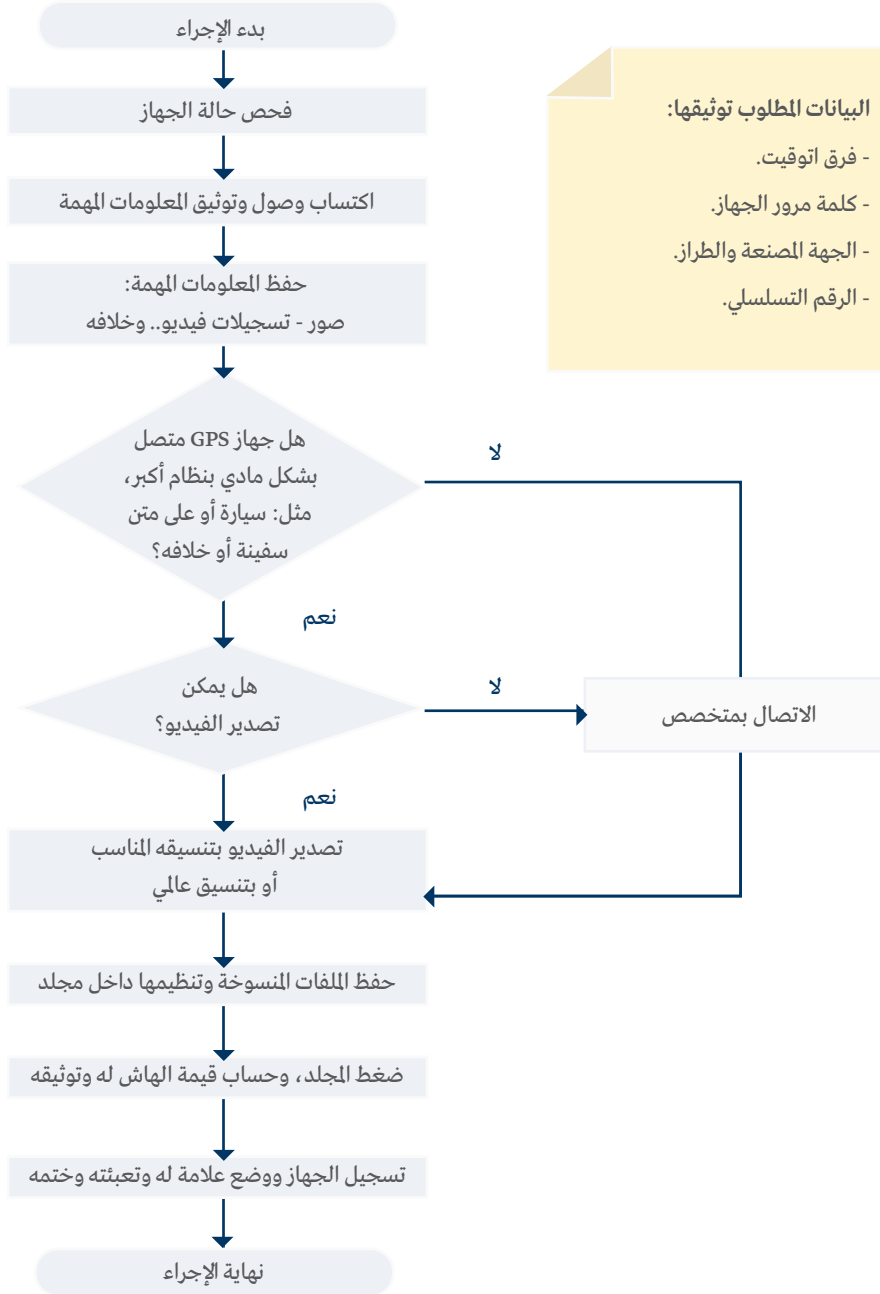 بدء الإجراء
فحص حالة الجهاز
اكتساب وصول وتوثيق المعلومات المهمة
حفظ المعلومات المهمة:
صور - تسجيلات فيديو.. وخلافه
البيانات المطلوب توثيقها:
- فرق اتوقيت.
- كلمة مرور الجهاز.
- الجهة المصنعة والطراز.
- الرقم التسلسلي.
هل جهاز GPS متصل
بشكل مادي بنظام أكبر،
مثل: سيارة أو على متن
سفينة أو خلافه؟
لا
نعم
هل يمكن
تصدير الفيديو؟
لا
الاتصال بمتخصص
نعم
تصدير الفيديو بتنسيقه المناسب
أو بتنسيق عالمي
حفظ الملفات المنسوخة وتنظيمها داخل مجلد
ضغط المجلد، وحساب قيمة الهاش له وتوثيقه
تسجيل الجهاز ووضع علامة له وتعبئته وختمه
نهاية الإجراء